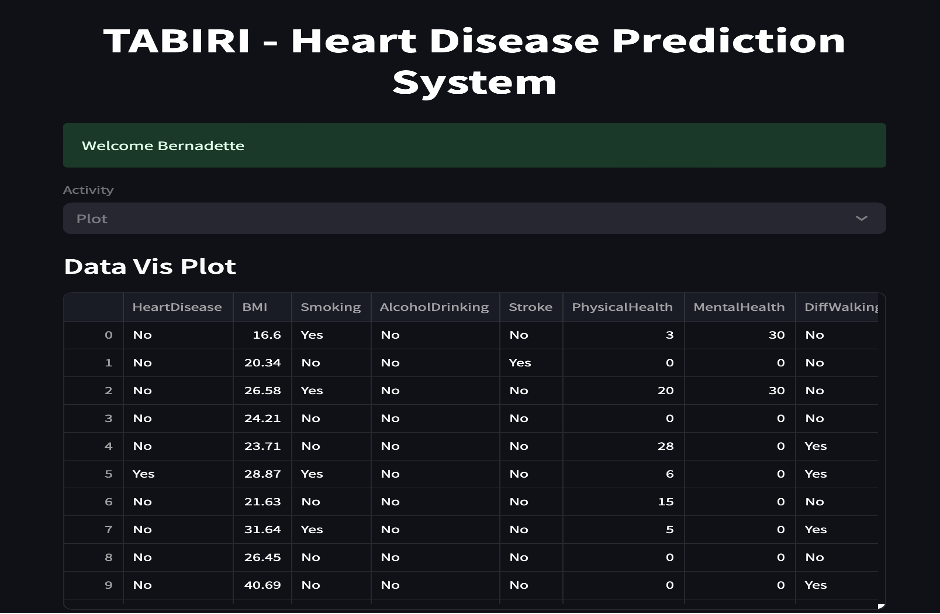 TABIRI - Heart Disease Prediction
System
Welcome Bernadette
Activity
Plot
Data Vis Plot
HeartDisease BMI Smoking AlcoholDrinking Stroke PhysicalHealth MentalHealth DiffWalking
0 No 16.6 Yes No No 3 30 No
1 No 20.34 No No Yes 0 0 No
2 No 26.58 Yes No No 20 30 No
3 No 24.21 No No No 0 0 No
4 No 23.71 No No No 28 0 Yes
5 Yes 28.87 Yes No No 6 0 Yes
6 No 21.63 No No No 15 0 No
7 No 31.64 Yes No No 5 0 Yes
8 No 26.45 No No No 0 0 No
9 No 40.69 No No No 0 0 Yes